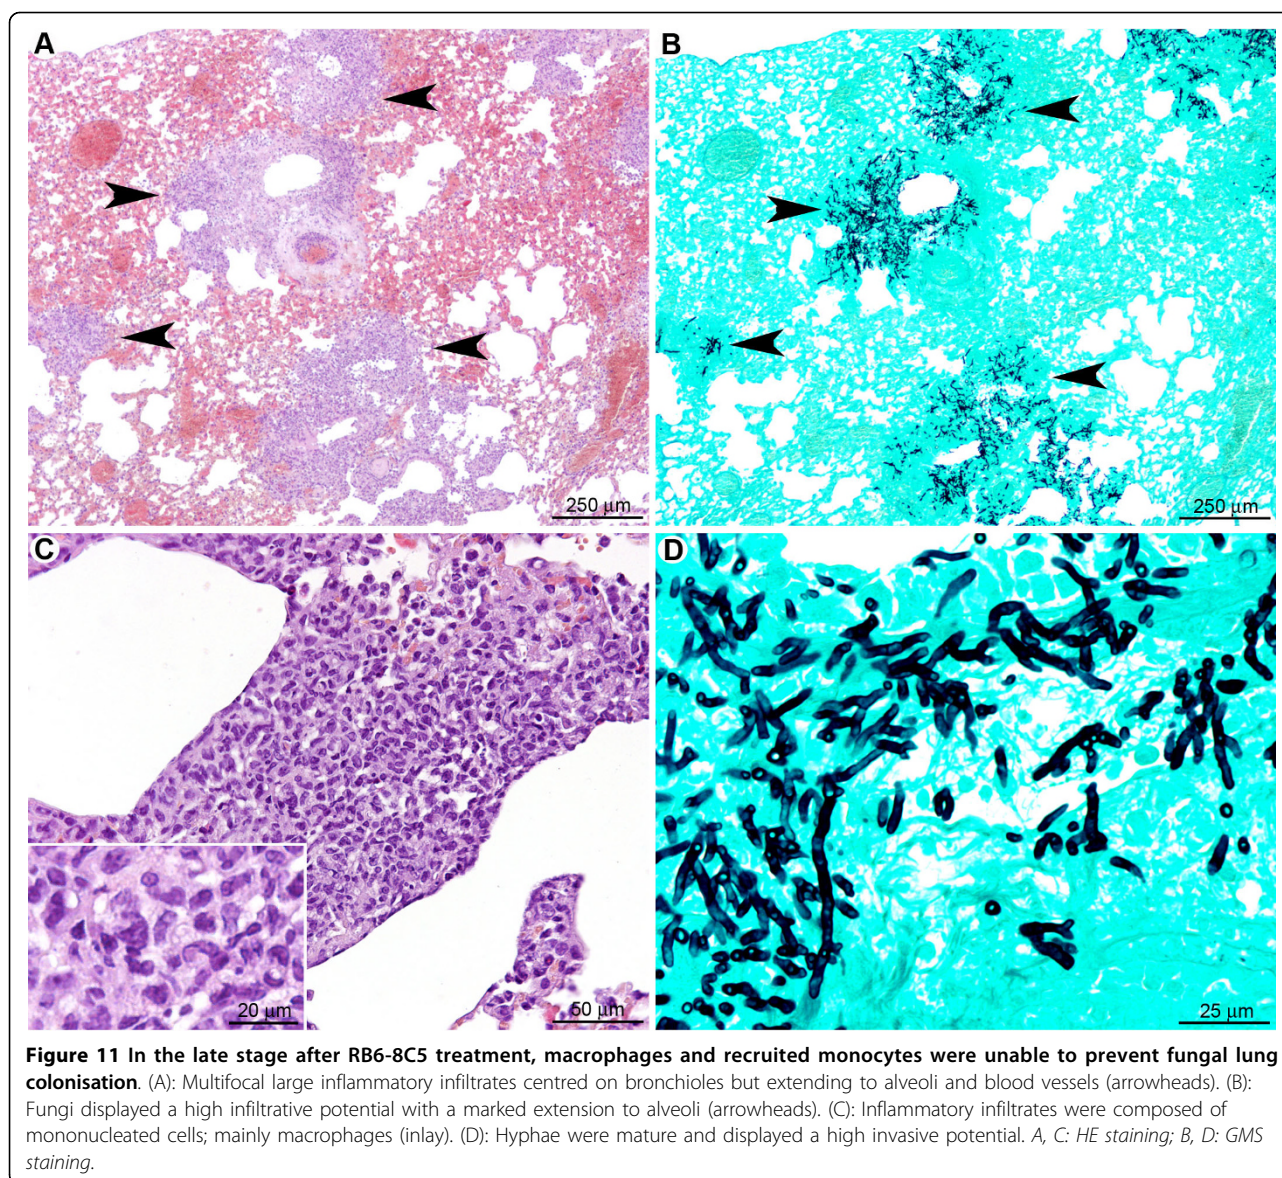 A
B
250 µm
250 µm
C
D
20 µm
50 µm
25 µm
Figure 11 In the late stage after RB6-8C5 treatment, macrophages and recruited monocytes were unable to prevent fungal lung
colonisation. (A): Multifocal large inflammatory infiltrates centred on bronchioles but extending to alveoli and blood vessels (arrowheads). (B):
Fungi displayed a high infiltrative potential with a marked extension to alveoli (arrowheads). (C): Inflammatory infiltrates were composed of
mononucleated cells; mainly macrophages (inlay). (D): Hyphae were mature and displayed a high invasive potential. A, C: HE staining; B, D: GMS
staining.